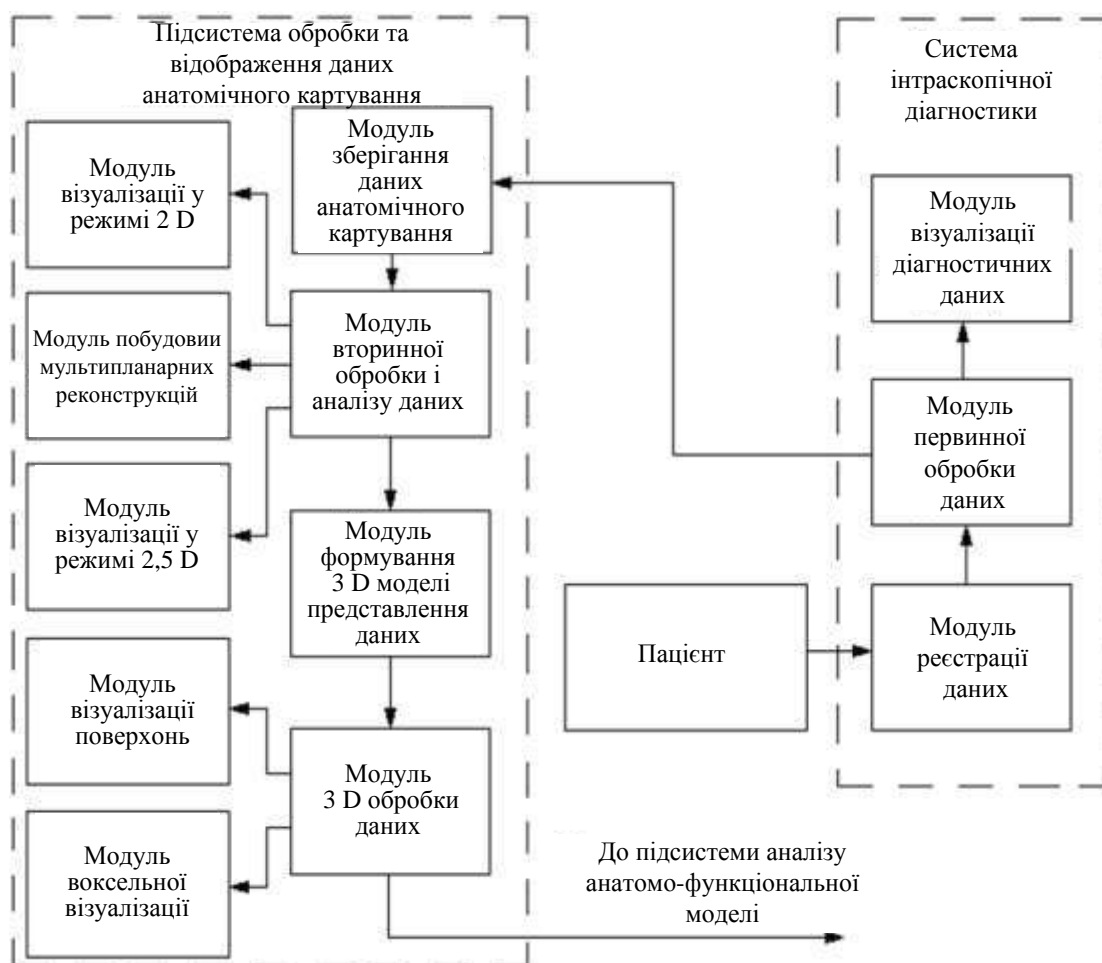 Підсистема обробки та
відображення даних
анатомічного картування
Модуль
зберігання
даних
анатомічного
картування
Модуль
візуалізації у
режимі 2 D
Модуль
вторинної
обробки і
аналізу даних
Модуль побудовии
мультипланарних
реконструкцій
Модуль
візуалізації у
режимі 2,5 D
Модуль
формування
3 D моделі
представлення
даних
Модуль
візуалізації
поверхонь
Модуль
3 D обробки
даних
Модуль
воксельної
візуалізації
До підсистеми аналізу
анатомо-функціональної
моделі
Система
інтраскопічної
діагностики
Модуль
візуалізації
діагностичних
даних
Модуль
первинної
обробки
даних
Пацієнт
Модуль
реєстрації
даних